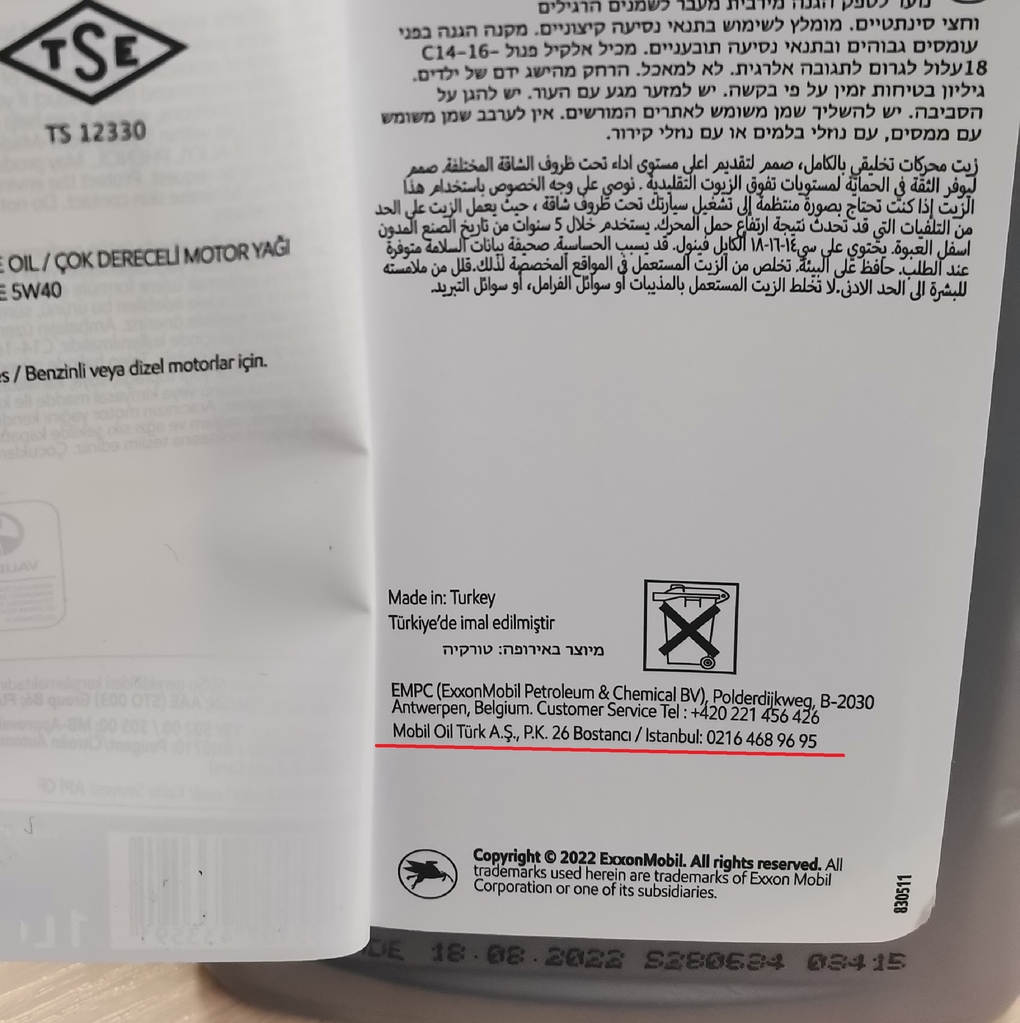 TSE
TS 12330
E OIL / ÇOK DERECELİ MOTOR YAĞI
E 5W40
es / Benzinli veya dizel motorlar için.
נועד לספק הגנה מירבית מעבר לשמנים הרגילים
וחצי סינתטיים. מומלץ לשימוש בתנאי נסיעה קיצוניים. מקנה הגנה בפני
עומסים גבוהים ובתנאי נסיעה תובעניים. מכיל אלקיל פנול -C14-16
18עלול לגרום לתגובה אלרגית. לא למאכל. הרחק מהישג ידם של ילדים.
גיליון בטיחות זמין על פי בקשה. יש למזער מגע עם העור. יש להגן על
הסביבה. יש להשליך שמן משומש לאתרים המורשים. אין לערבב שמן משומש
עם ממסים, עם נוזלי בלמים או עם נוזלי קירור.
زيت محركات تخليقي بالكامل، صمم لتقديم اعلى مستوى اداء تحت ظروف الشاقة المختلفة. صمم
ليوفر الثقة في الحماية لمستويات تفوق الزيوت التقليدية . نوصي على وجه الخصوص باستخدام هذا
الزيت إذا كنت تحتاج بصورة منتظمة إلى تشغيل سيارتك تحت ظروف شاقة ، حيث يعمل الزيت على الحد
من التلفيات التي قد تحدث نتيجة ارتفاع حمل المحرك. يستخدم خلال 5 سنوات من تاريخ الصنع المدون
اسفل العبوة. يحتوي على سي١٤-١٦-١٨ الكايل فينول. قد يسبب الحساسية. صحيفة بيانات السلامة متوفرة
عند الطلب. حافظ على البيئة. تخلص من الزيت المستعمل في المواقع المخصصة لذلك.قلل من ملامسته
للبشرة الى الحد الادنى.لا تخلط الزيت المستعمل بالمذيبات أو سوائل الفرامل، أو سوائل التبريد.
Made in: Turkey
Türkiye'de imal edilmiştir
מיוצר באירופה: טורקיה
EMPC (ExxonMobil Petroleum & Chemical BV), Polderdijkweg, B-2030
Antwerpen, Belgium. Customer Service Tel : +420 221 456 426
Mobil Oil Türk A.Ş., P.K. 26 Bostancı / Istanbul: 0216 468 96 95
Copyright © 2022 ExxonMobil. All rights reserved. All
trademarks used herein are trademarks of Exxon Mobil
Corporation or one of its subsidiaries.
830511
DE 18.08.2022 S280634 03415